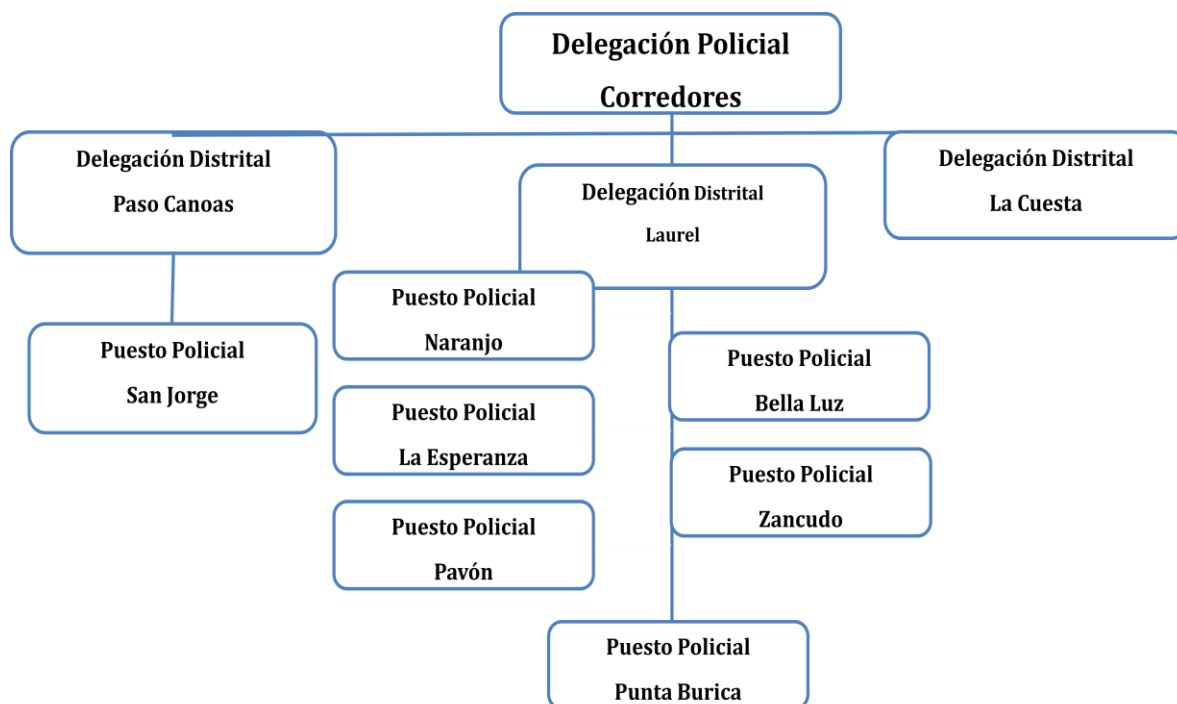 Delegación Policial
Corredores
Delegación Distrital
Paso Canoas
Delegación Distrital
Laurel
Delegación Distrital
La Cuesta
Puesto Policial
San Jorge
Puesto Policial
Naranjo
Puesto Policial
Bella Luz
Puesto Policial
La Esperanza
Puesto Policial
Zancudo
Puesto Policial
Pavón
Puesto Policial
Punta Burica